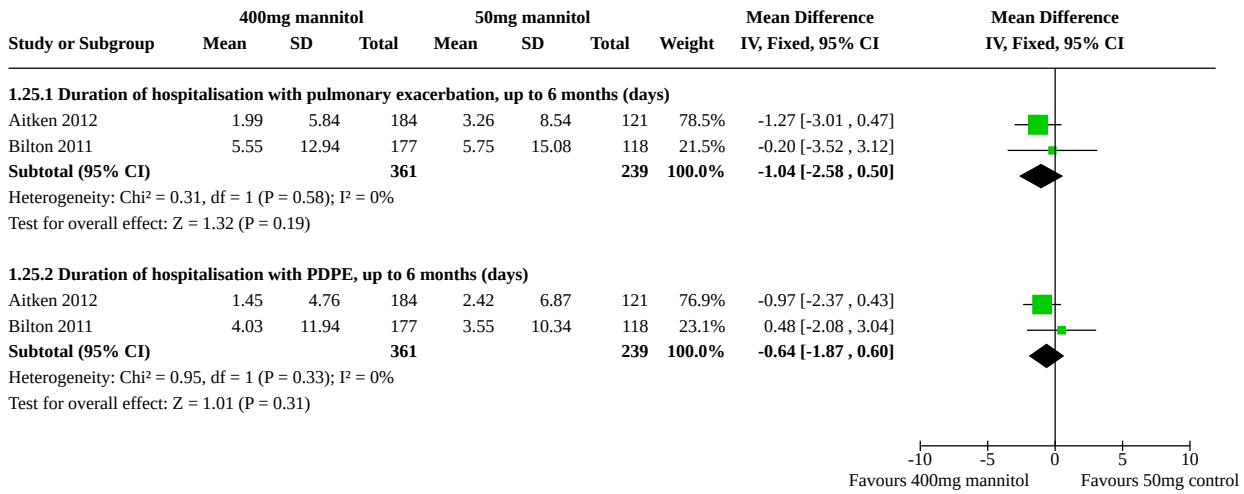 400mg mannitol 50mg mannitol Mean Difference Mean Difference
Study or Subgroup Mean SD Total Mean SD Total Weight IV, Fixed, 95% CI IV, Fixed, 95% CI
1.25.1 Duration of hospitalisation with pulmonary exacerbation, up to 6 months (days)
Aitken 2012 1.99 5.84 184 3.26 8.54 121 78.5% -1.27 [-3.01 , 0.47]
Bilton 2011 5.55 12.94 177 5.75 15.08 118 21.5% -0.20 [-3.52 , 3.12]
Subtotal (95% CI) 361 239 100.0% -1.04 [-2.58 , 0.50]
Heterogeneity: Chi² = 0.31, df = 1 (P = 0.58); I² = 0%
Test for overall effect: Z = 1.32 (P = 0.19)
1.25.2 Duration of hospitalisation with PDPE, up to 6 months (days)
Aitken 2012 1.45 4.76 184 2.42 6.87 121 76.9% -0.97 [-2.37 , 0.43]
Bilton 2011 4.03 11.94 177 3.55 10.34 118 23.1% 0.48 [-2.08 , 3.04]
Subtotal (95% CI) 361 239 100.0% -0.64 [-1.87 , 0.60]
Heterogeneity: Chi² = 0.95, df = 1 (P = 0.33); I² = 0%
Test for overall effect: Z = 1.01 (P = 0.31)
-10 -5 0 5 10
Favours 400mg mannitol Favours 50mg control